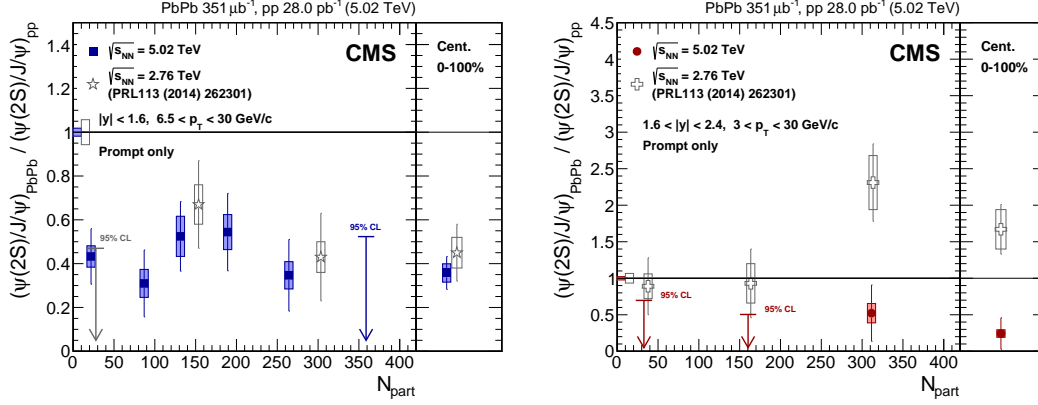 PbPb 351 μb⁻¹, pp 28.0 pb⁻¹ (5.02 TeV)
(ψ(2S)/J/ψ)PbPb / (ψ(2S)/J/ψ)pp
1.4
1.2
1
0.8
0.6
0.4
0.2
0
√sNN = 5.02 TeV
CMS
√sNN = 2.76 TeV
(PRL113 (2014) 262301)
|y| < 1.6, 6.5 < pT < 30 GeV/c
Prompt only
95% CL
95% CL
Cent.
0-100%
0 50 100 150 200 250 300 350 400
Npart
PbPb 351 μb⁻¹, pp 28.0 pb⁻¹ (5.02 TeV)
(ψ(2S)/J/ψ)PbPb / (ψ(2S)/J/ψ)pp
4.5
4
3.5
3
2.5
2
1.5
1
0.5
0
√sNN = 5.02 TeV
CMS
√sNN = 2.76 TeV
(PRL113 (2014) 262301)
1.6 < |y| < 2.4, 3 < pT < 30 GeV/c
Prompt only
95% CL
95% CL
Cent.
0-100%
0 50 100 150 200 250 300 350 400
Npart